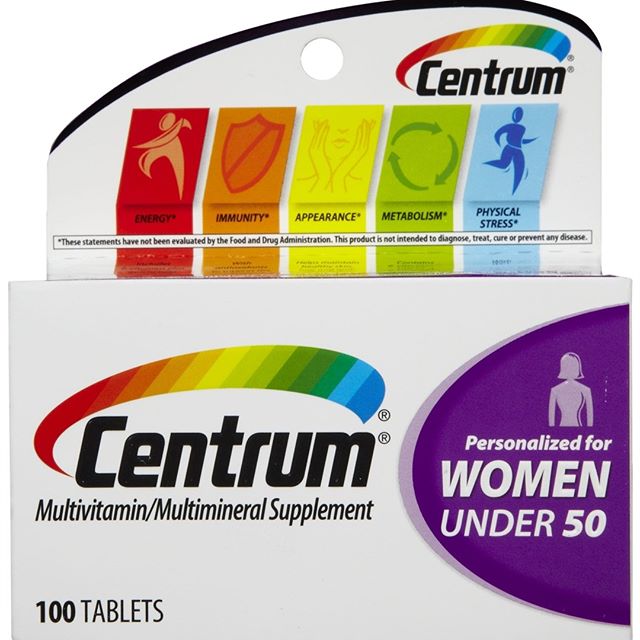 Centrum®
ENERGY* IMMUNITY* APPEARANCE* METABOLISM* PHYSICAL STRESS*
*These statements have not been evaluated by the Food and Drug Administration. This product is not intended to diagnose, treat, cure or prevent any disease.
Centrum®®
Multivitamin/Multimineral Supplement
Personalized for
WOMEN
UNDER 50
100 TABLETS